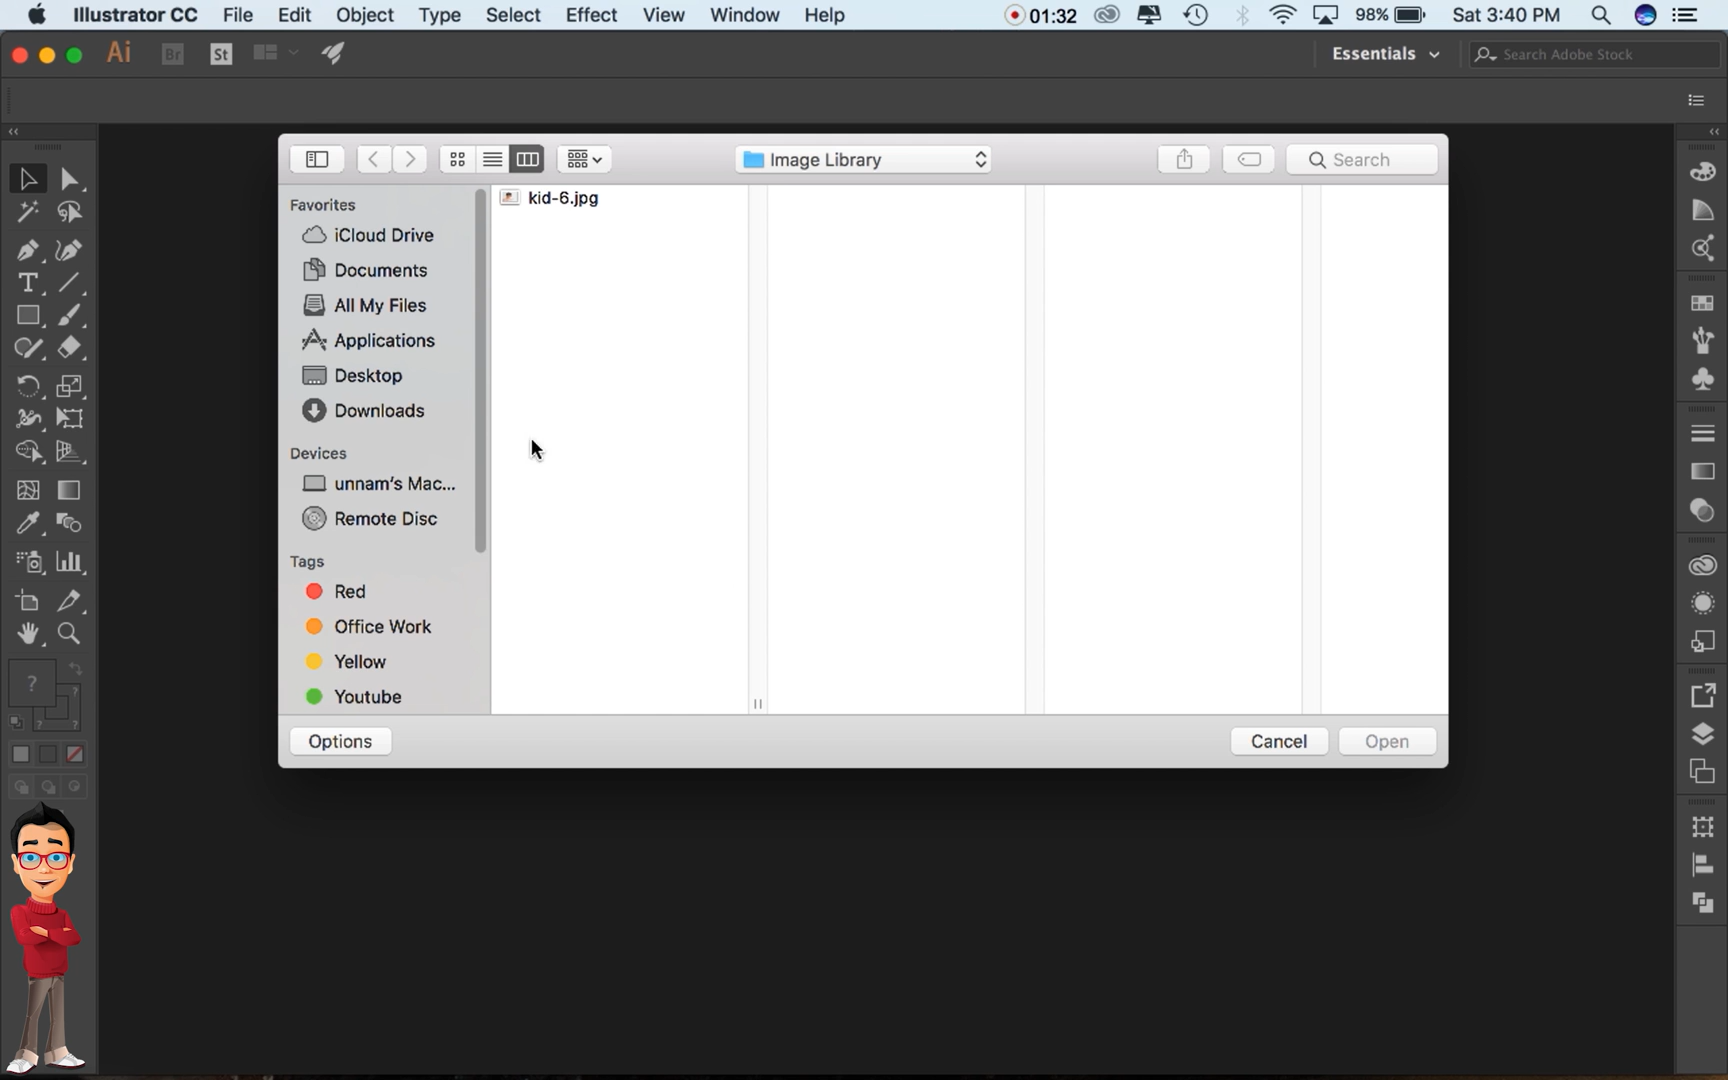 Illustrator CC File Edit Object Type Select Effect View Window Help 01:32 98% Sat 3:40 PM
Ai Br St Essentials Search Adobe Stock
Image Library Search
Favorites
kid-6.jpg
iCloud Drive
Documents
All My Files
Applications
Desktop
Downloads
Devices
unnam's Mac...
Remote Disc
Tags
Red
Office Work
Yellow
Youtube
Options Cancel Open
T
?
?
? ?